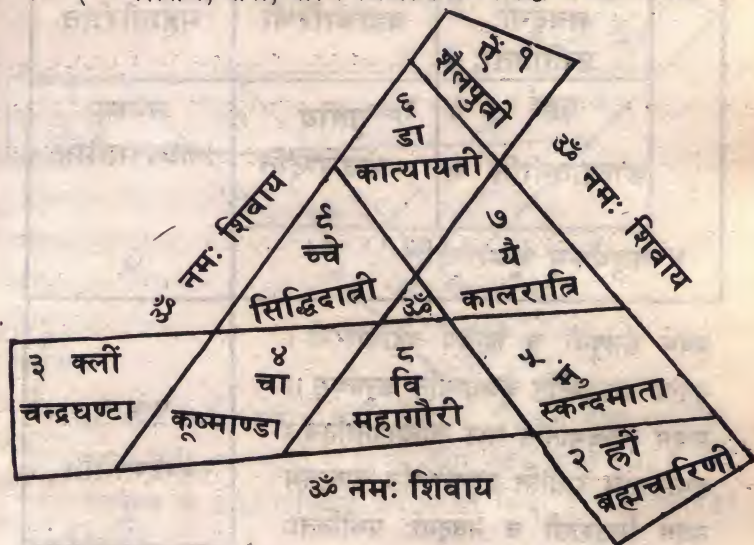 ऐं १
शैलपुत्री
६
डा
कात्यायनी
ॐ नमः शिवाय
ॐ नमः शिवाय
९
च्चे
सिद्धिदात्री
७
यै
कालरात्रि
ॐ
३ क्लीं
चन्द्रघण्टा
४
चा
कूष्माण्डा
८
वि
महागौरी
५
मुं
स्कन्दमाता
२ ह्रीं
ब्रह्मचारिणी
ॐ नमः शिवाय